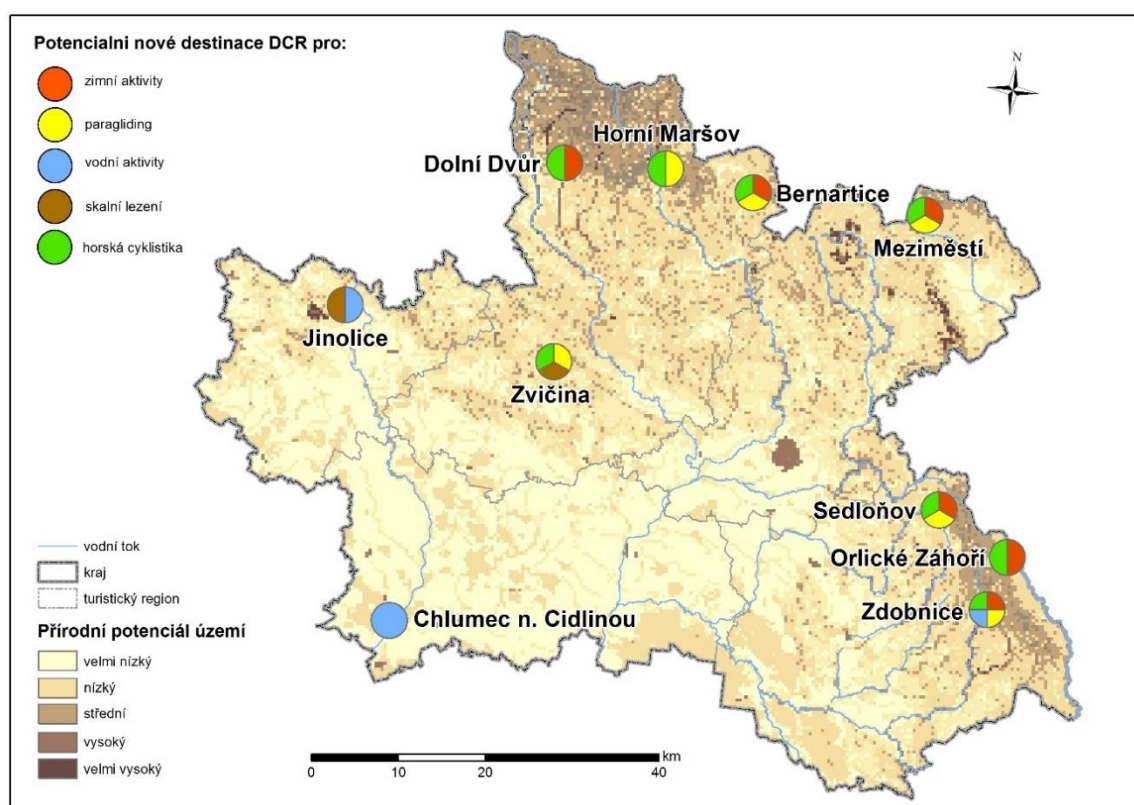 Potencialni nové destinace DCR pro:
zimní aktivity
paragliding
vodní aktivity
skalní lezení
horská cyklistika
N
Horní Maršov
Dolní Dvůr
Bernartice
Meziměstí
Jinolice
Zvičina
Sedloňov
Orlické Záhoří
Zdobnice
Chlumec n. Cidlinou
vodní tok
kraj
turistický region
Přírodní potenciál území
velmi nízký
nízký
střední
vysoký
velmi vysoký
km
0 10 20 40